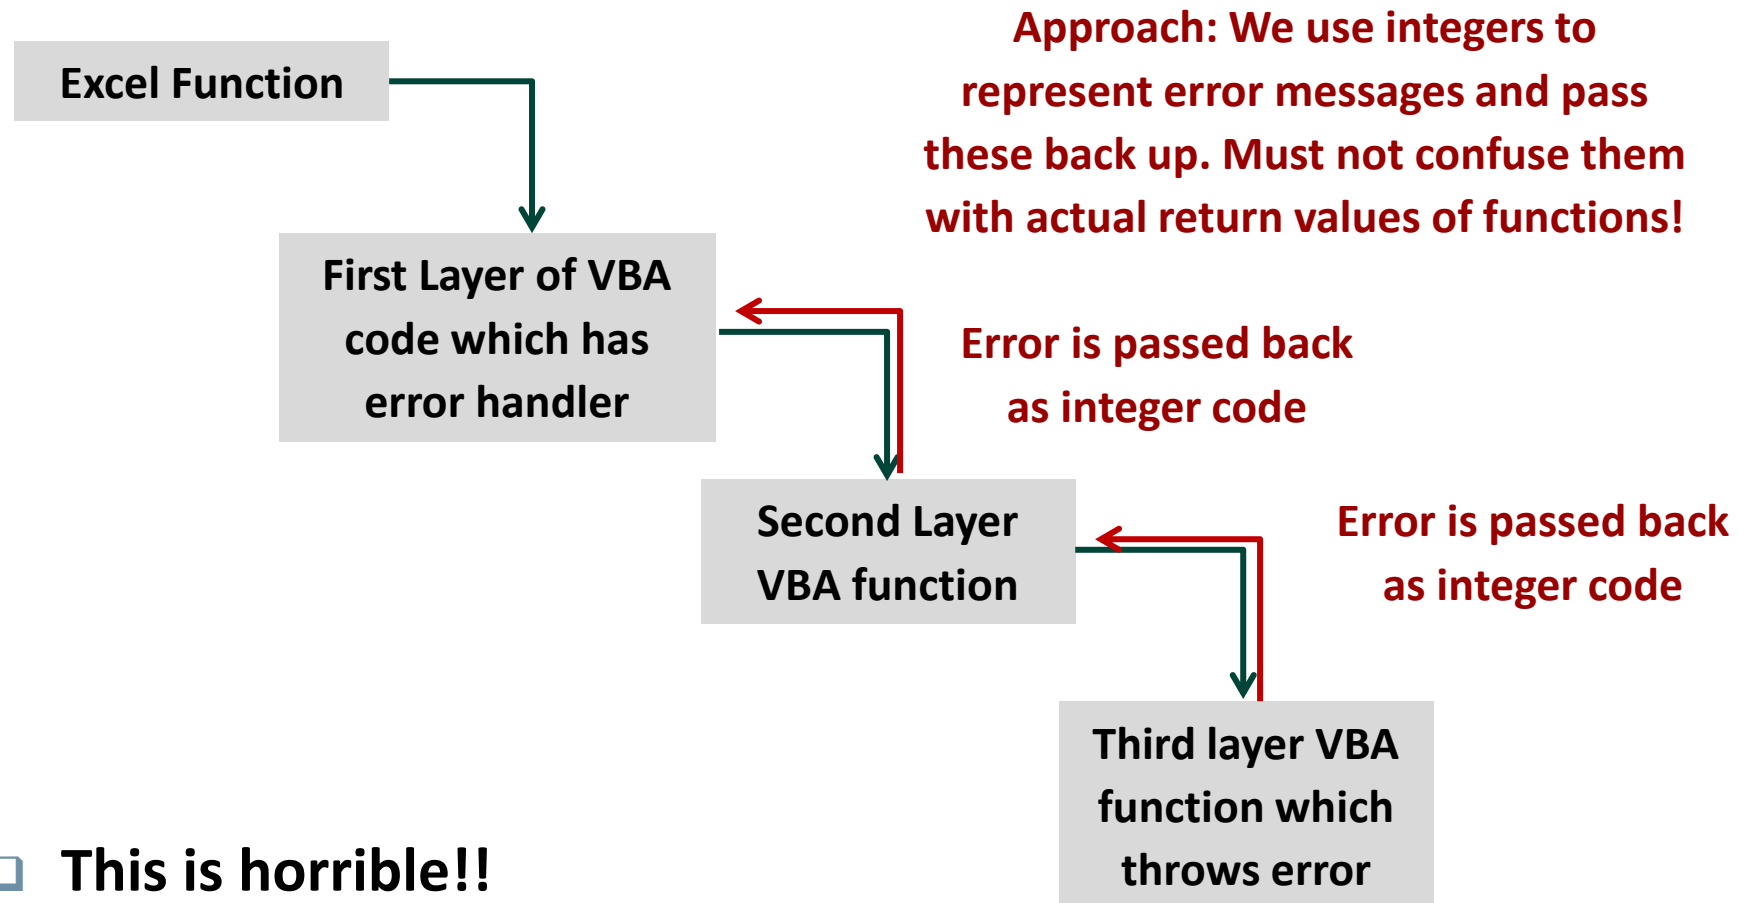 Approach: We use integers to
represent error messages and pass
these back up. Must not confuse them
with actual return values of functions!
Excel Function
First Layer of VBA
code which has
error handler
Error is passed back
as integer code
Second Layer
VBA function
Error is passed back
as integer code
Third layer VBA
function which
throws error
This is horrible!!